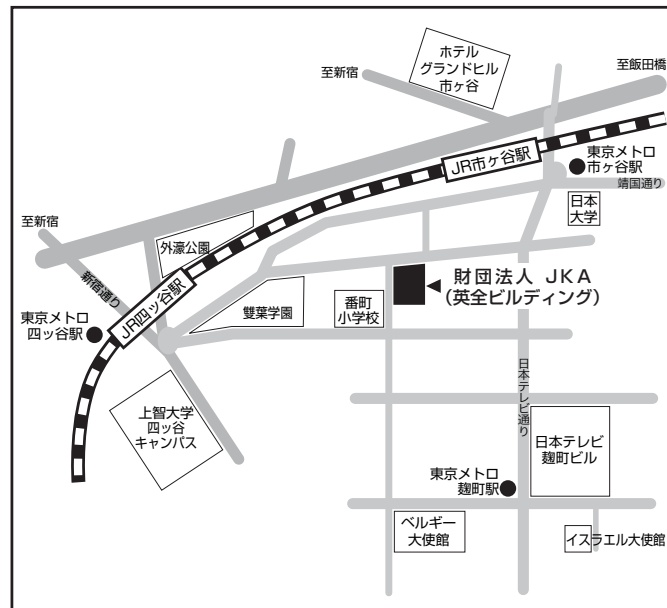 ホテル
グランドヒル
市ヶ谷
至新宿
至飯田橋
JR市ヶ谷駅
東京メトロ
市ヶ谷駅
靖国通り
日本
大学
至新宿
外濠公園
新宿通り
JR四ッ谷駅
東京メトロ
四ッ谷駅
雙葉学園
番町
小学校
財団法人 JKA
(英全ビルディング)
上智大学
四ッ谷
キャンパス
日本テレビ通り
日本テレビ
麹町ビル
東京メトロ
麹町駅
ベルギー
大使館
イスラエル大使館